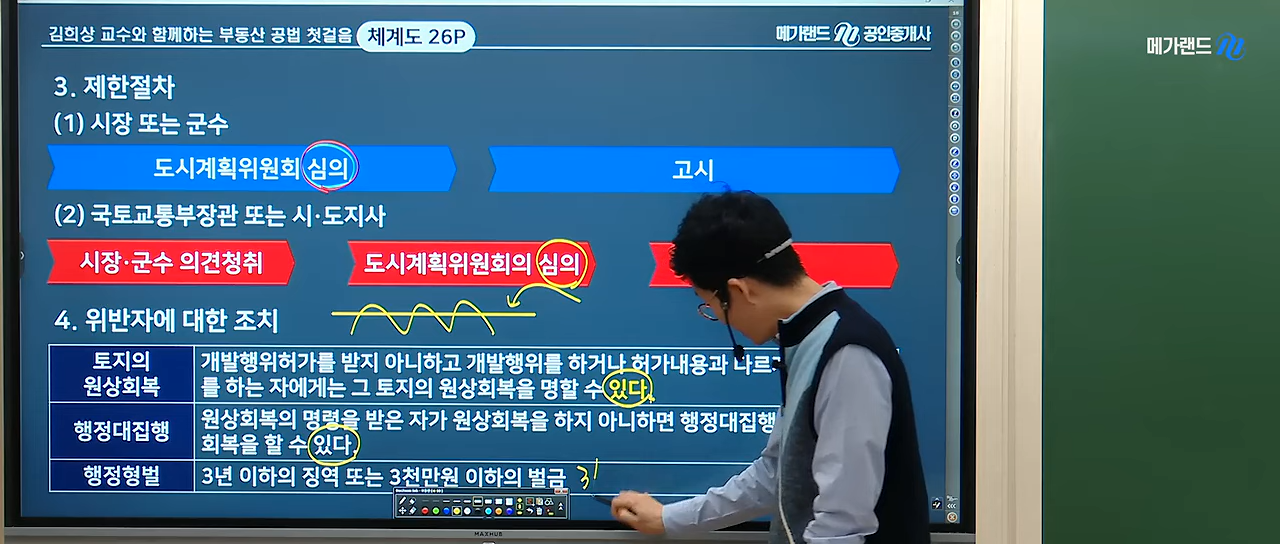 김희상 교수와 함께하는 부동산 공법 첫걸음 체계도 26P
메가랜드 공인중개사
메가랜드
3. 제한절차
(1) 시장 또는 군수
도시계획위원회 심의
고시
(2) 국토교통부장관 또는 시·도지사
시장·군수 의견청취
도시계획위원회의 심의
4. 위반자에 대한 조치
토지의 원상회복
개발행위허가를 받지 아니하고 개발행위를 하거나 허가내용과 다르
를 하는 자에게는 그 토지의 원상회복을 명할 수 있다.
행정대집행
원상회복의 명령을 받은 자가 원상회복을 하지 아니하면 행정대집행
회복을 할 수 있다.
행정형벌
3년 이하의 징역 또는 3천만원 이하의 벌금
3
MAXHUB